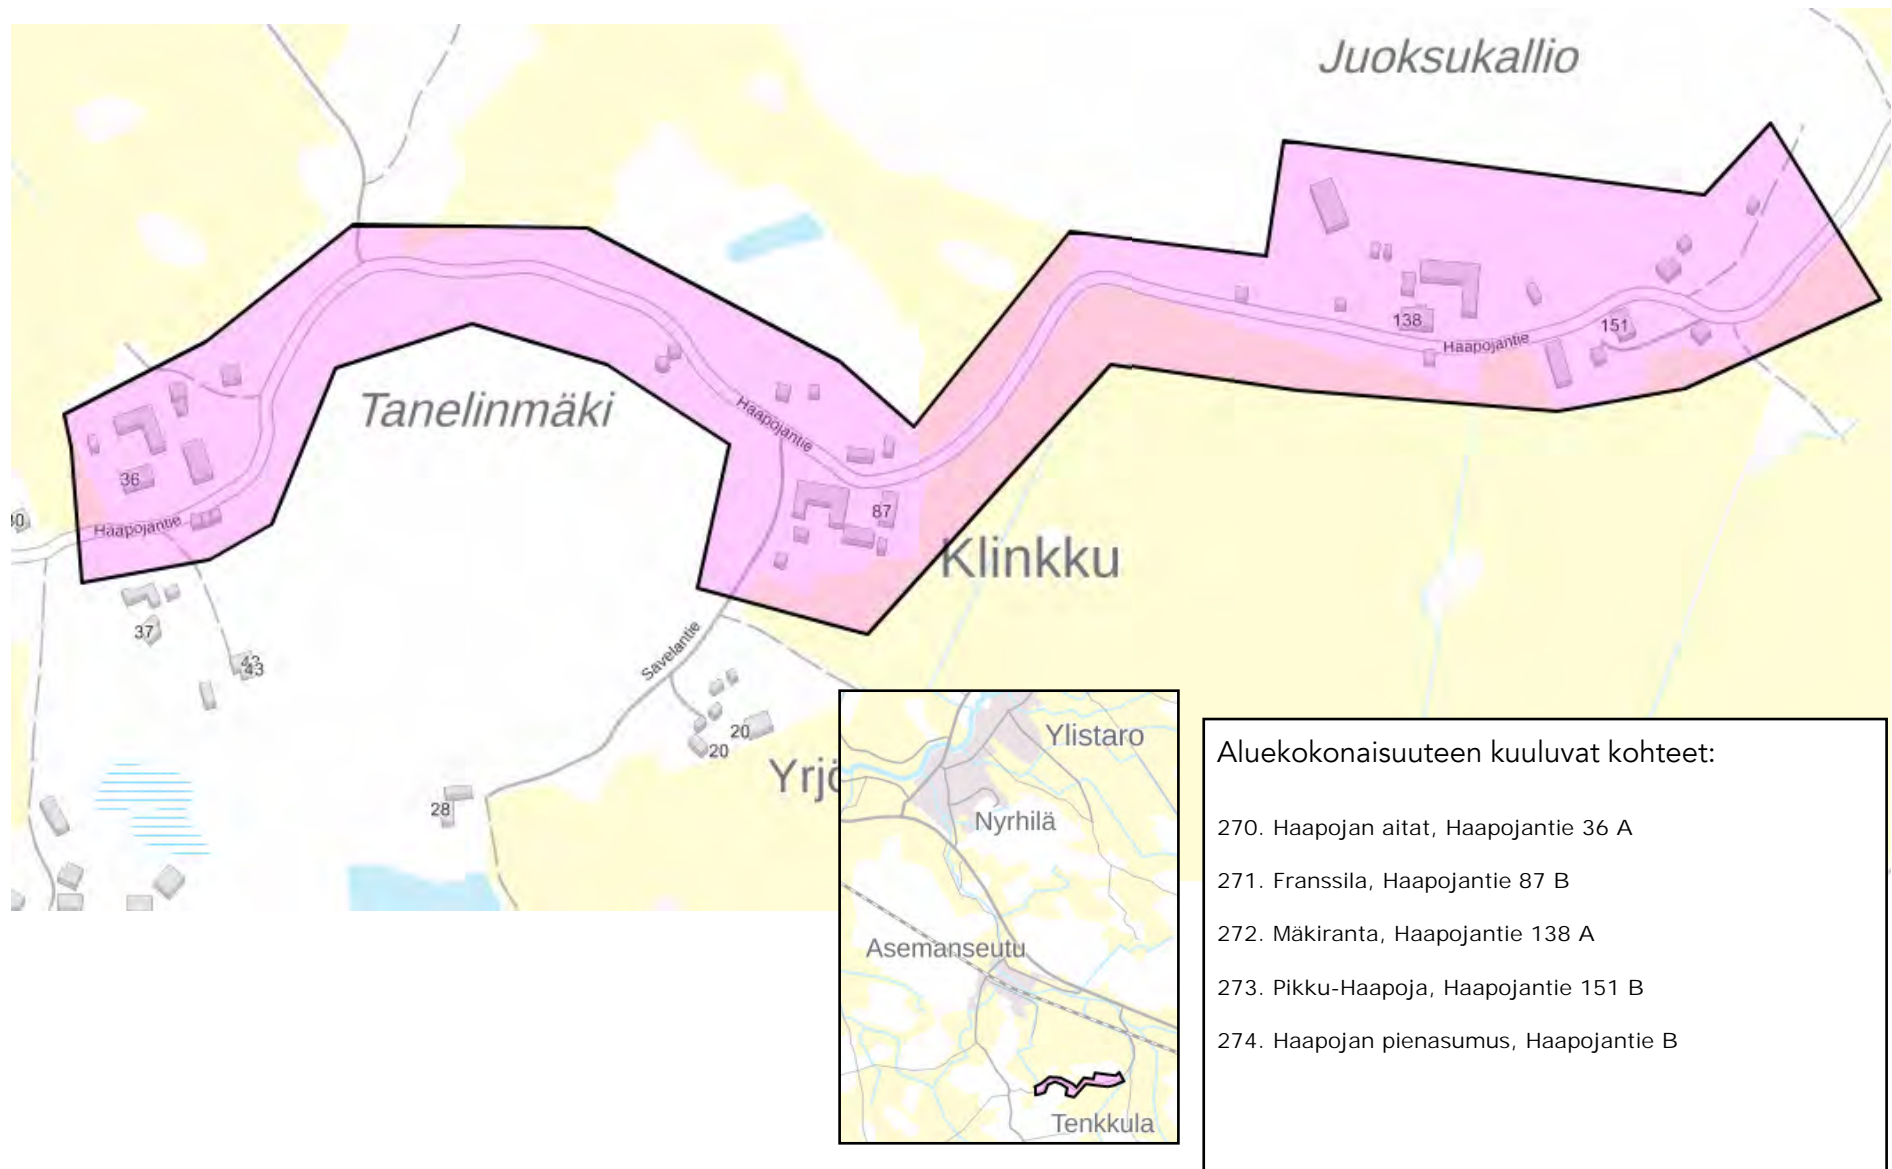 Juoksukallio
Tanelinmäki
Haapojantie
138
151
Haapojantie
36
87
Haapojantie
Klinkku
37
43
43
Savelantie
20
20
28
Ylistaro
Nyrhilä
Asemanseutu
Tenkkula
Aluekokonaisuuteen kuuluvat kohteet:
270. Haapojan aitat, Haapojantie 36 A
271. Franssila, Haapojantie 87 B
272. Mäkiranta, Haapojantie 138 A
273. Pikku-Haapoja, Haapojantie 151 B
274. Haapojan pienasumus, Haapojantie B